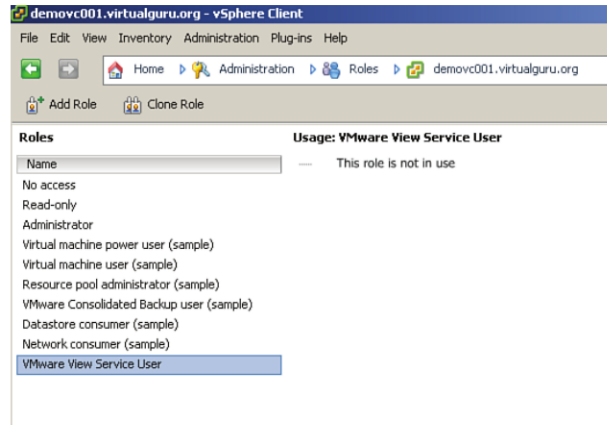 demovc001.virtualguru.org - vSphere Client
File Edit View Inventory Administration Plug-ins Help
Home Administration Roles demovc001.virtualguru.org
Add Role Clone Role
Roles
Name
No access
Read-only
Administrator
Virtual machine power user (sample)
Virtual machine user (sample)
Resource pool administrator (sample)
VMware Consolidated Backup user (sample)
Datastore consumer (sample)
Network consumer (sample)
VMware View Service User
Usage: VMware View Service User
This role is not in use